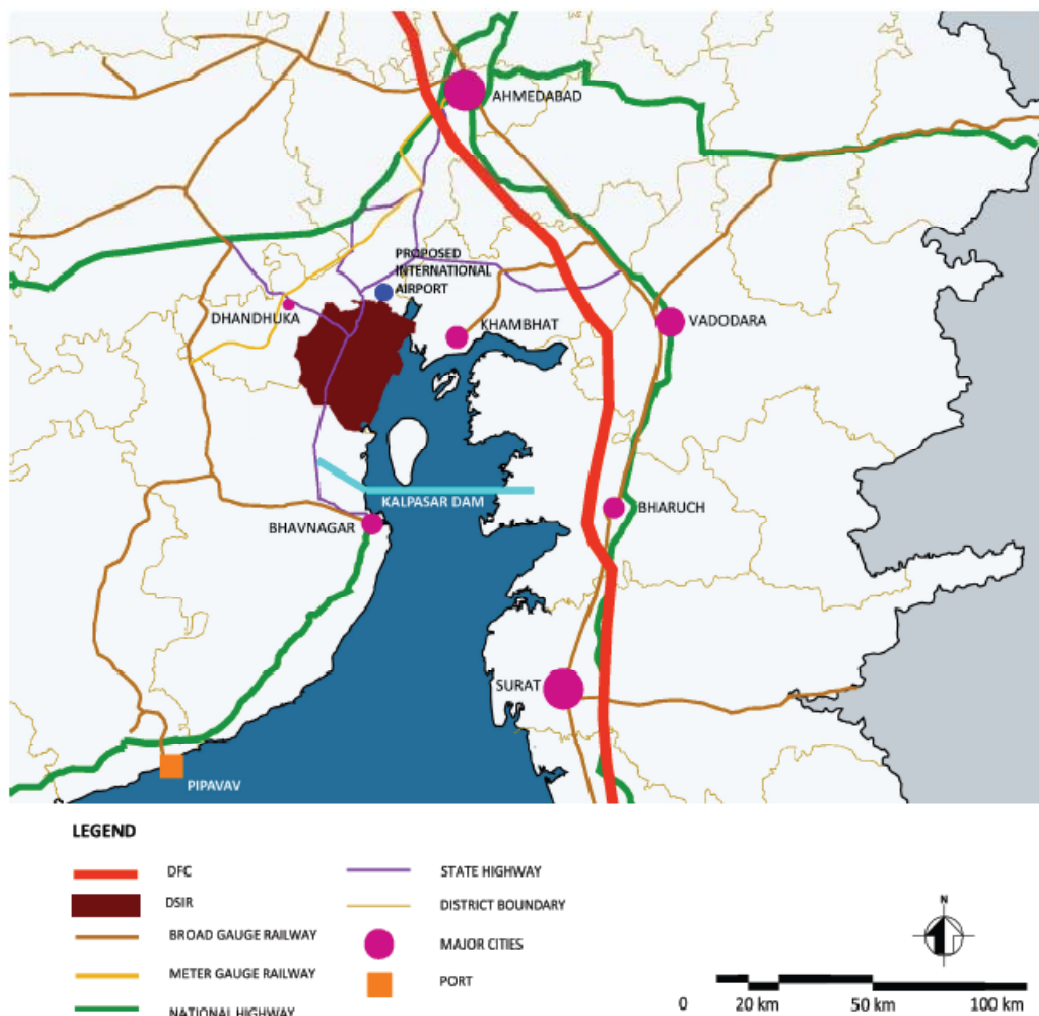 AHMEDABAD
PROPOSED
INTERNATIONAL
AIRPORT
DHANDHUKA
KHAMBHAT
VADODARA
KALPASAR DAM
BHARUCH
BHAVNAGAR
SURAT
PIPAVAV
LEGEND
DFC
STATE HIGHWAY
DSIR
DISTRICT BOUNDARY
BROAD GAUGE RAILWAY
MAJOR CITIES
METER GAUGE RAILWAY
PORT
NATIONAL HIGHWAY
N
0 20 km 50 km 100 km